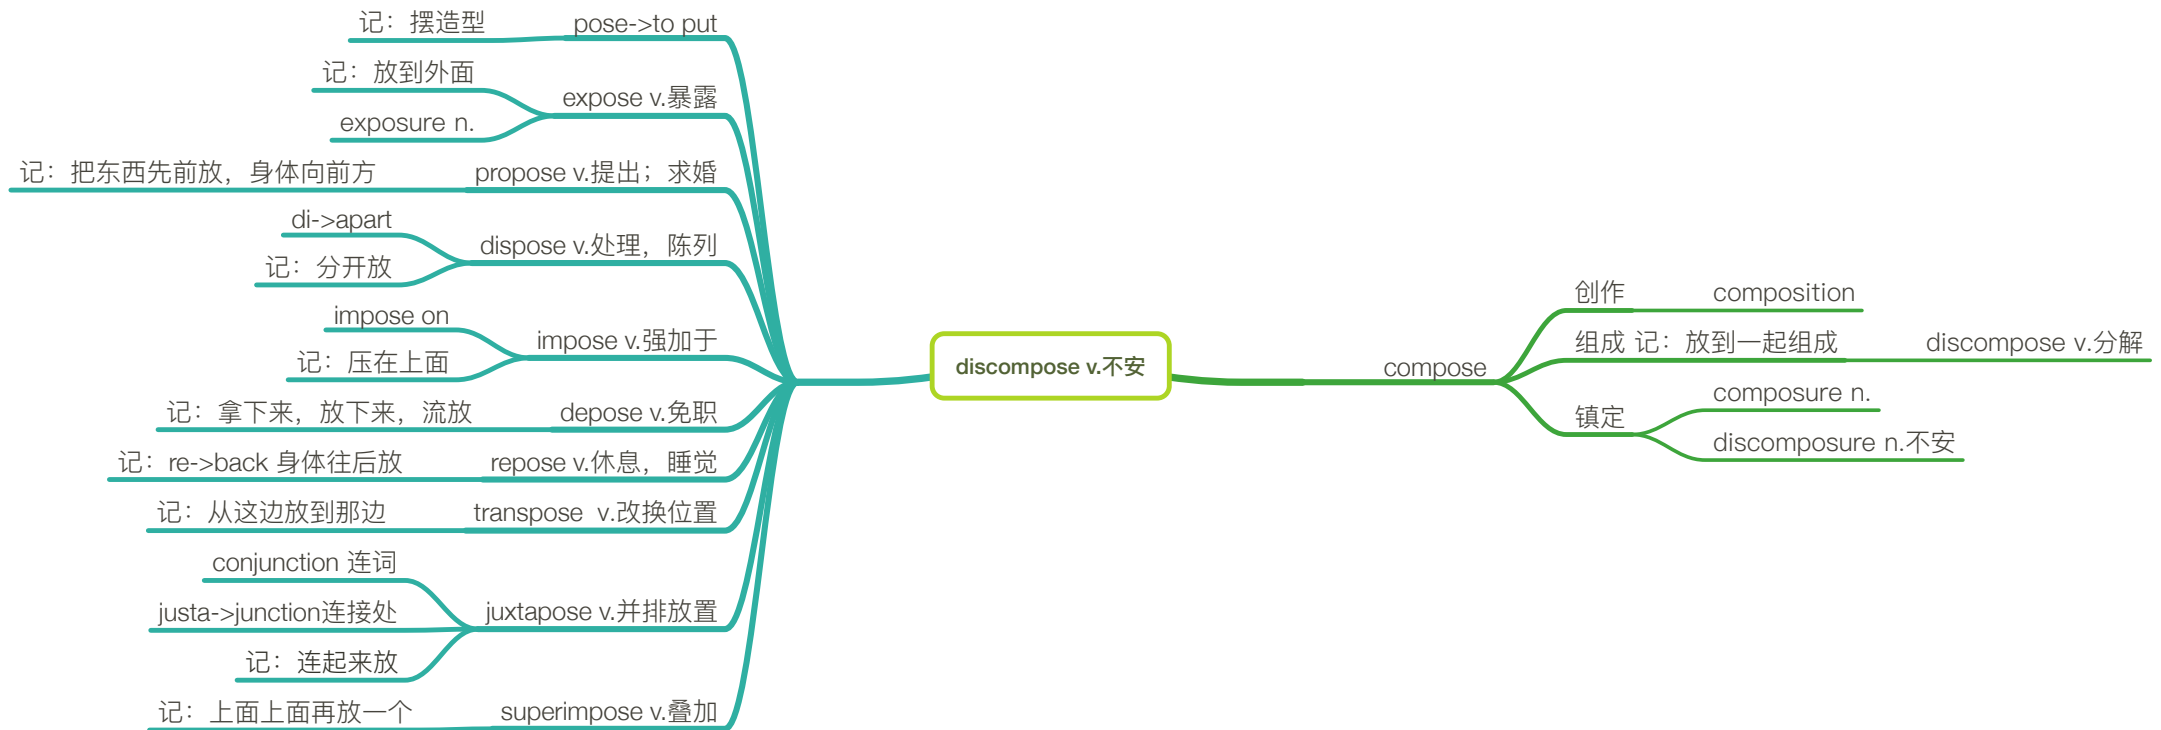 记：摆造型
pose->to put
记：放到外面
expose v.暴露
exposure n.
记：把东西先前放，身体向前方
propose v.提出；求婚
di->apart
dispose v.处理，陈列
记：分开放
impose on
impose v.强加于
记：压在上面
记：拿下来，放下来，流放
depose v.免职
记：re->back 身体往后放
repose v.休息，睡觉
记：从这边放到那边
transpose  v.改换位置
conjunction 连词
justa->junction连接处
juxtapose v.并排放置
记：连起来放
记：上面上面再放一个
superimpose v.叠加
discompose v.不安
compose
创作
composition
组成 记：放到一起组成
discompose v.分解
镇定
composure n.
discomposure n.不安